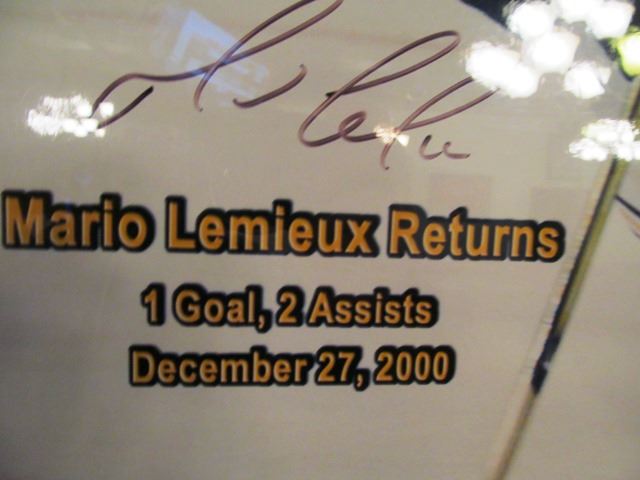 Mario Lemieux Returns
1 Goal, 2 Assists
December 27, 2000